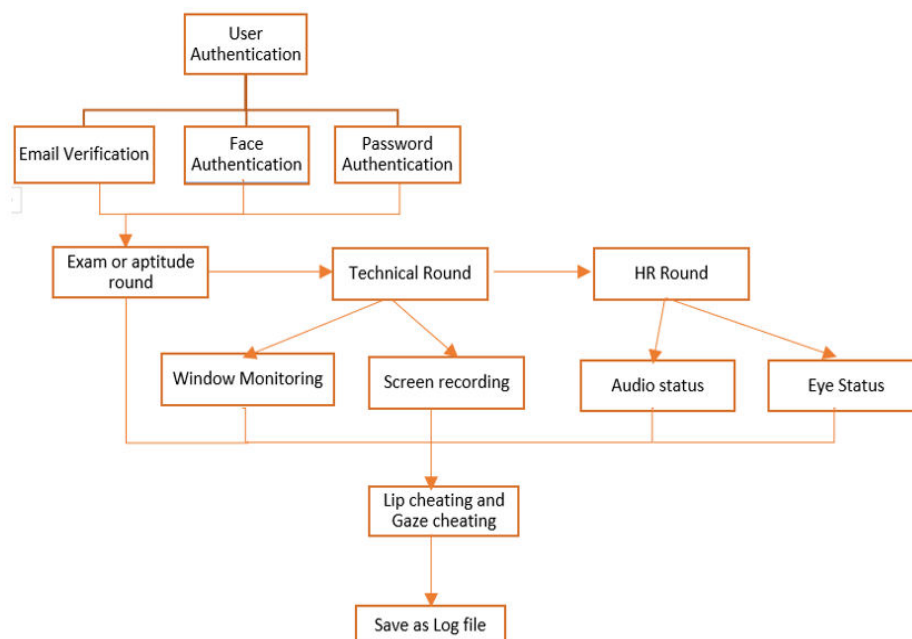 User
Authentication
Email Verification
Face
Authentication
Password
Authentication
Exam or aptitude
round
Technical Round
HR Round
Window Monitoring
Screen recording
Audio status
Eye Status
Lip cheating and
Gaze cheating
Save as Log file